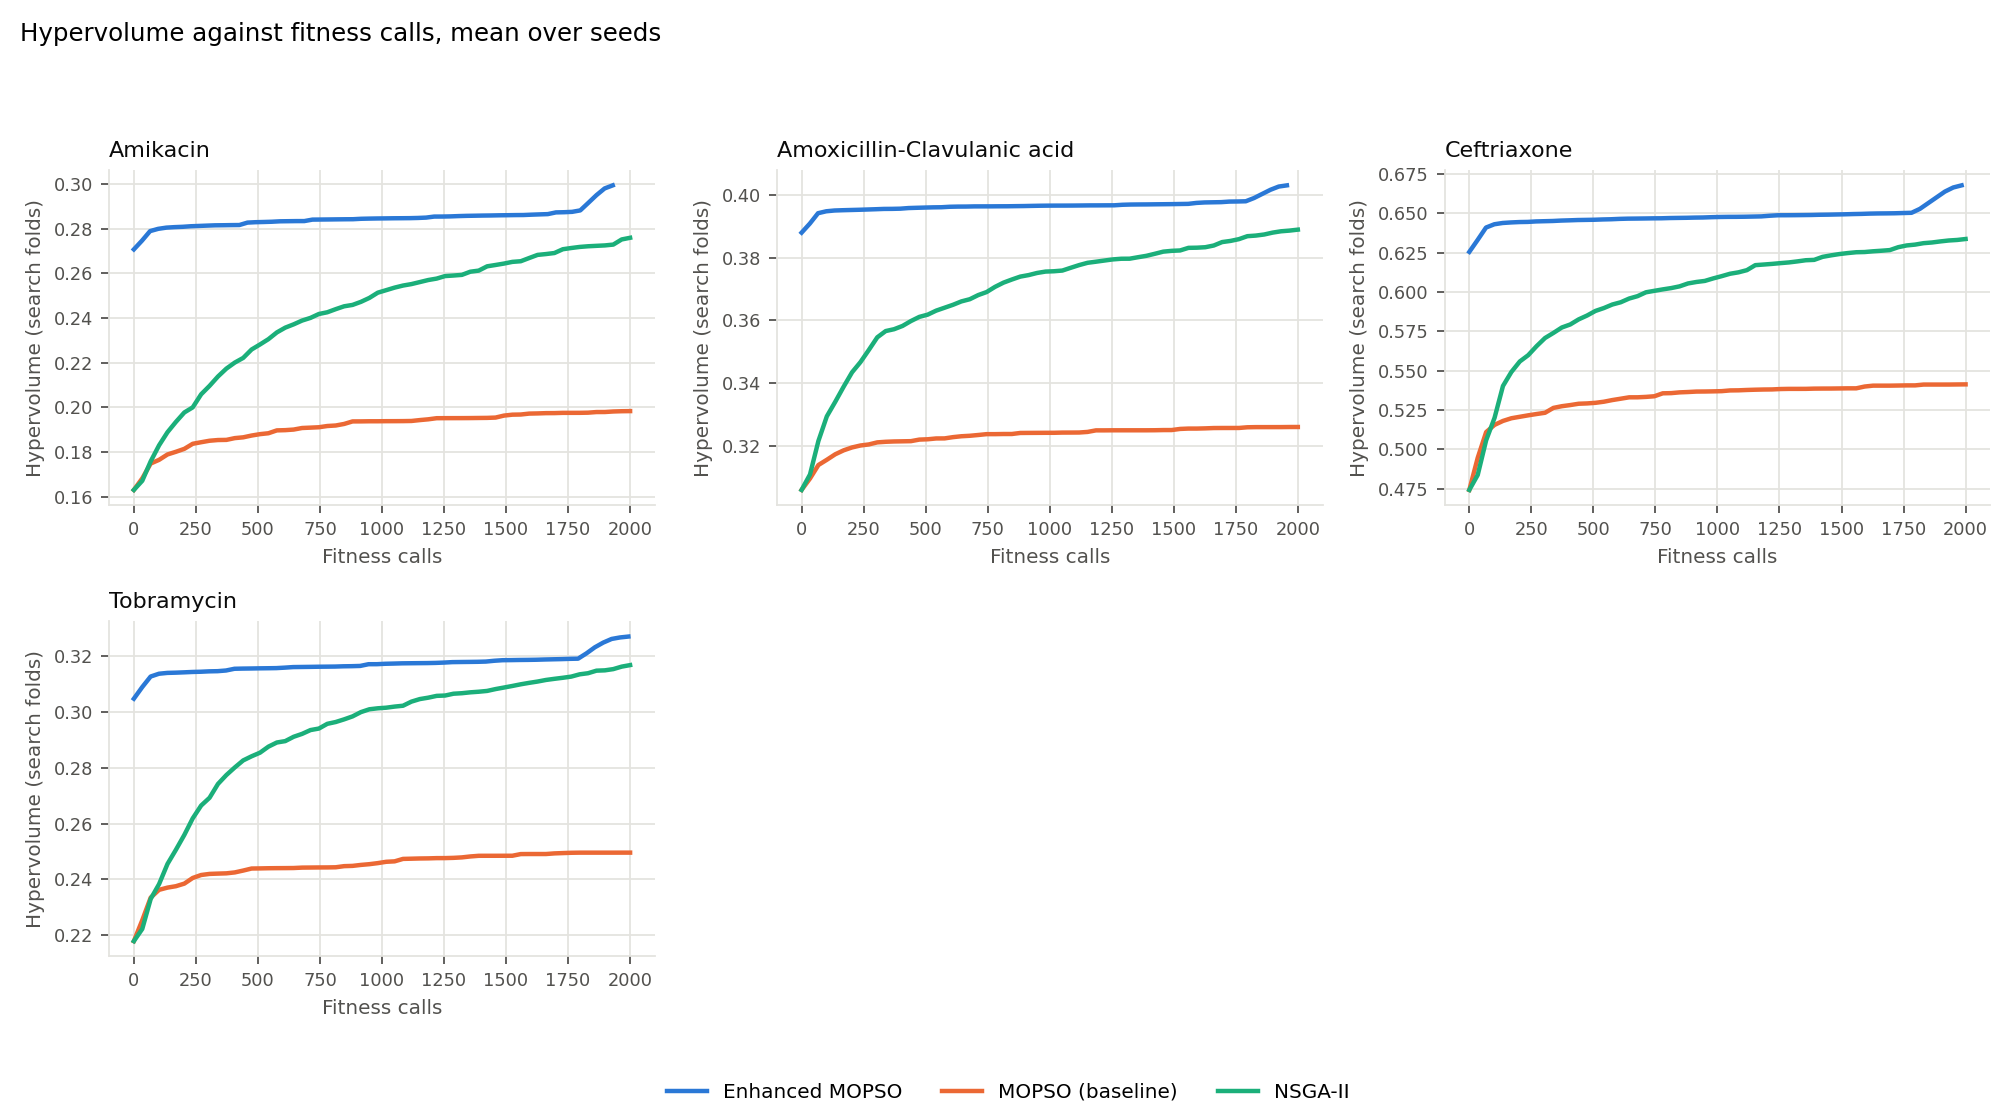 Hypervolume against fitness calls, mean over seeds
Amikacin
Hypervolume (search folds)
0.30
0.28
0.26
0.24
0.22
0.20
0.18
0.16
0 250 500 750 1000 1250 1500 1750 2000
Fitness calls
Amoxicillin-Clavulanic acid
Hypervolume (search folds)
0.40
0.38
0.36
0.34
0.32
0 250 500 750 1000 1250 1500 1750 2000
Fitness calls
Ceftriaxone
Hypervolume (search folds)
0.675
0.650
0.625
0.600
0.575
0.550
0.525
0.500
0.475
0 250 500 750 1000 1250 1500 1750 2000
Fitness calls
Tobramycin
Hypervolume (search folds)
0.32
0.30
0.28
0.26
0.24
0.22
0 250 500 750 1000 1250 1500 1750 2000
Fitness calls
Enhanced MOPSO MOPSO (baseline) NSGA-II